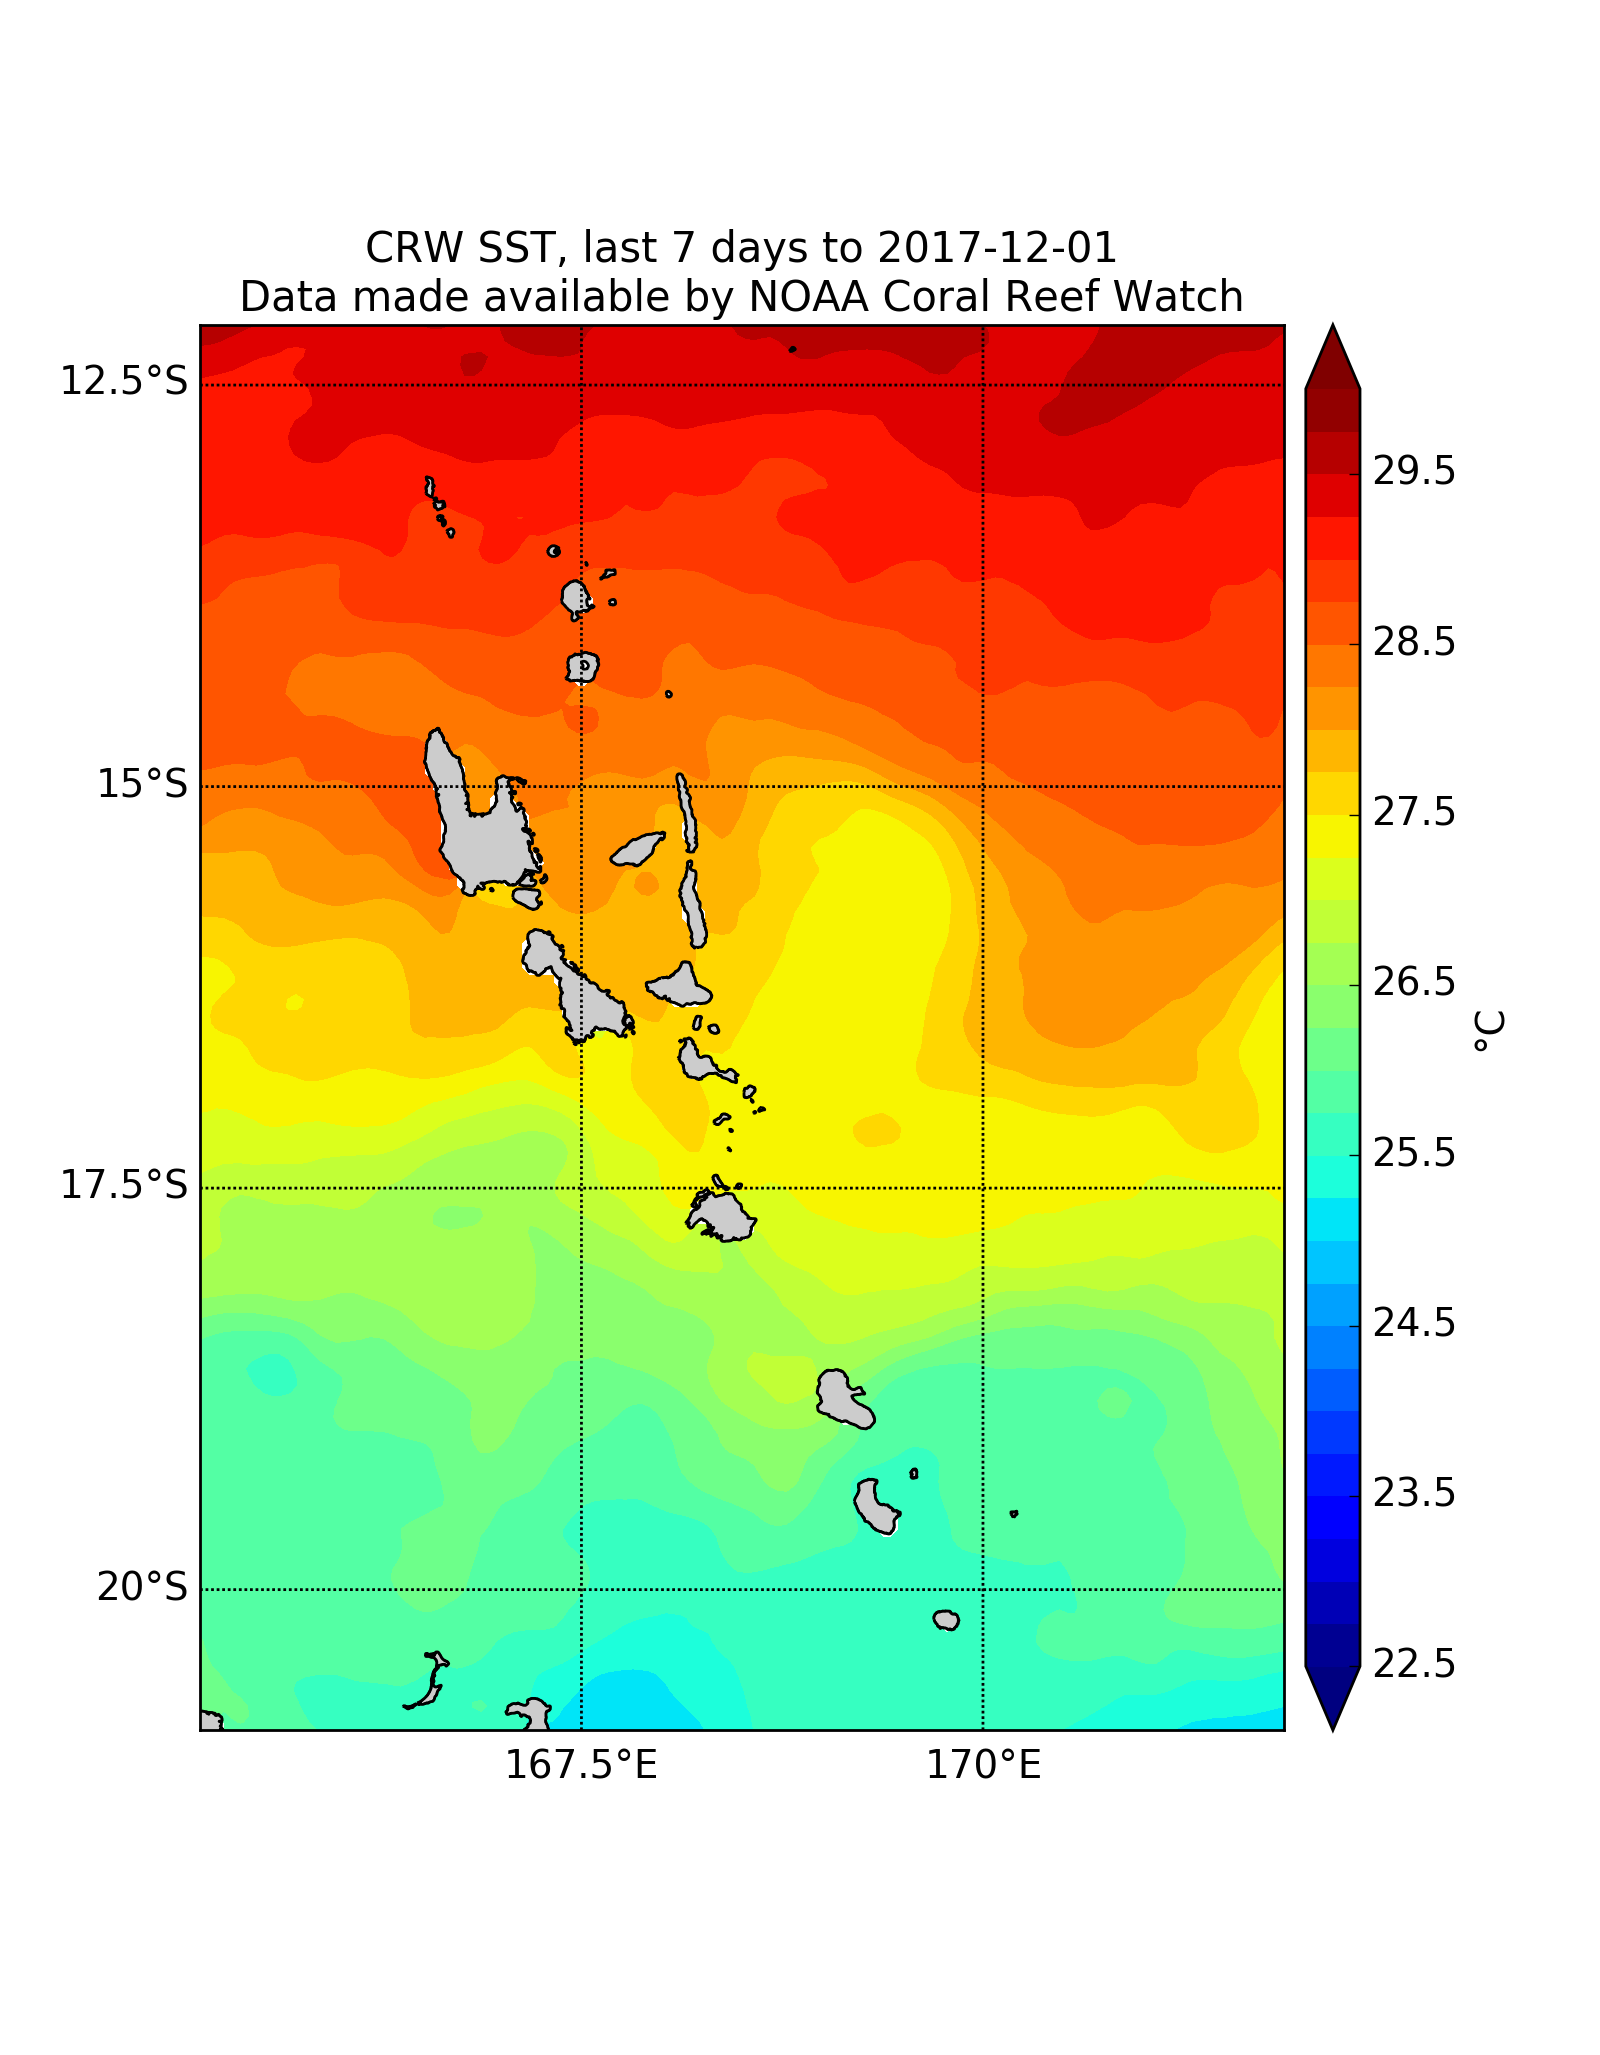 CRW SST, last 7 days to 2017-12-01
Data made available by NOAA Coral Reef Watch
12.5°S
15°S
17.5°S
20°S
167.5°E
170°E
29.5
28.5
27.5
26.5
25.5
24.5
23.5
22.5
°C